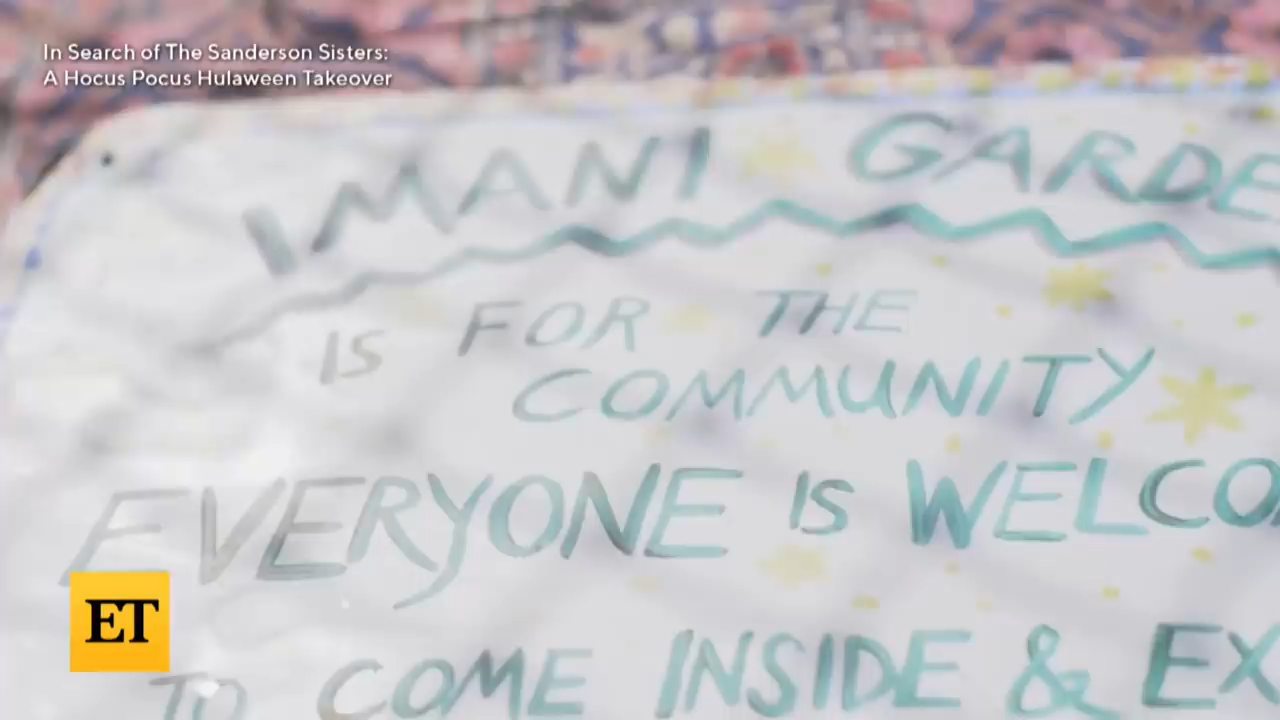 In Search of The Sanderson Sisters:
A Hocus Pocus Hulaween Takeover
IMANI GARDE
IS FOR THE
COMMUNITY
EVERYONE IS WELCO
TO COME INSIDE & EX
ET